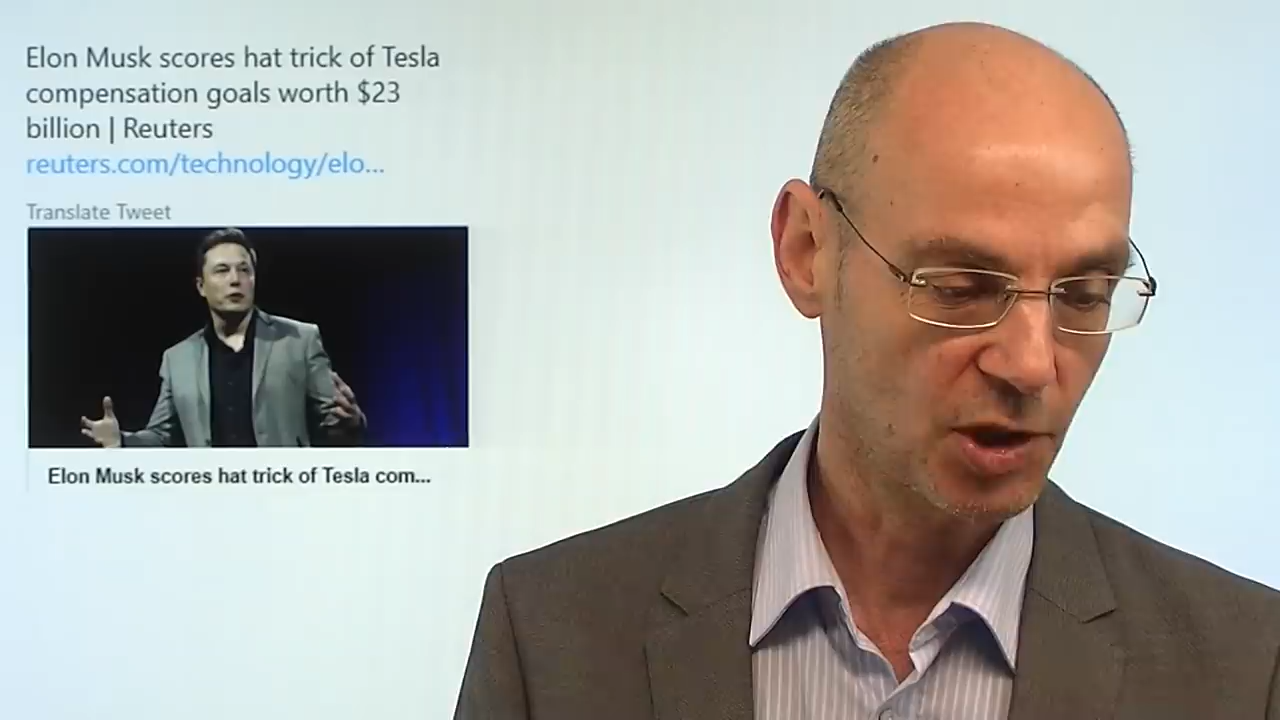 Elon Musk scores hat trick of Tesla
compensation goals worth $23
billion | Reuters
reuters.com/technology/elo...
Translate Tweet
Elon Musk scores hat trick of Tesla com...